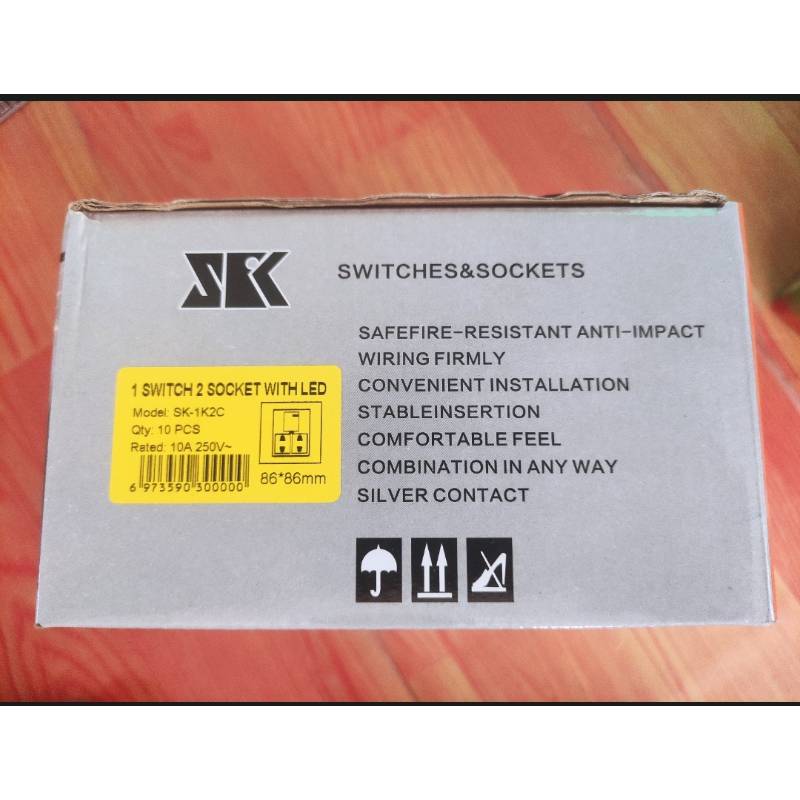 SK
SWITCHES&SOCKETS
SAFEFIRE-RESISTANT ANTI-IMPACT
WIRING FIRMLY
CONVENIENT INSTALLATION
STABLEINSERTION
COMFORTABLE FEEL
COMBINATION IN ANY WAY
SILVER CONTACT
1 SWITCH 2 SOCKET WITH LED
Model: SK-1K2C
Qty: 10 PCS
Rated: 10A 250V~
6 973590 300000
86*86mm